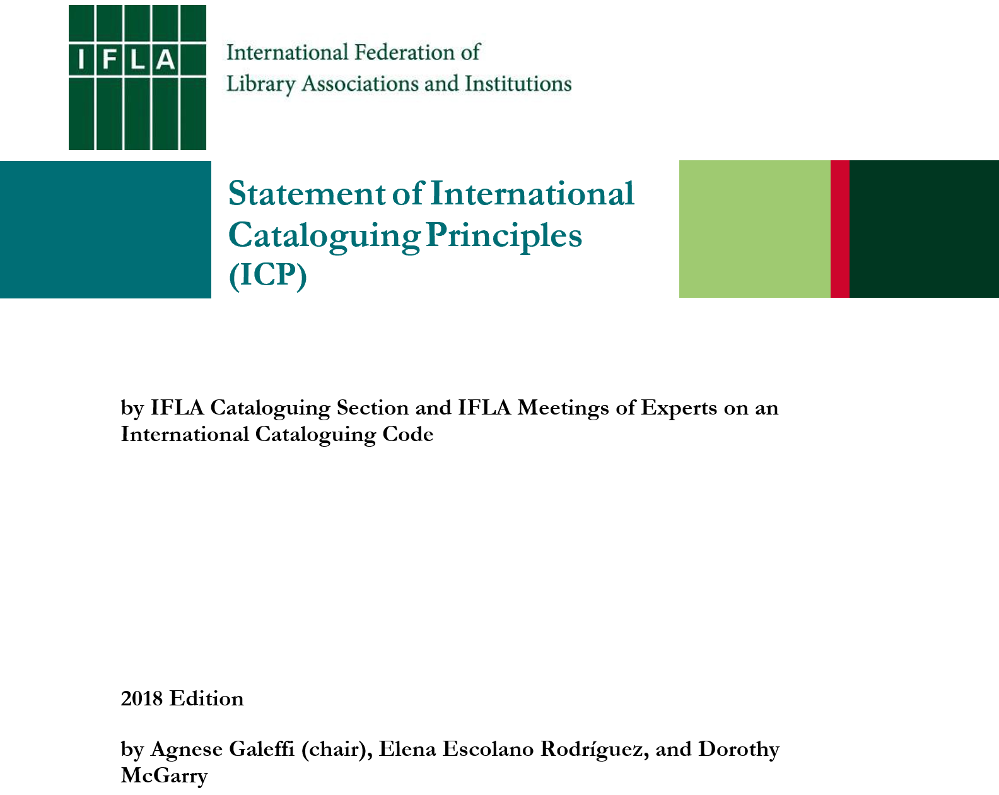 IFLA
International Federation of
Library Associations and Institutions
Statement of International
Cataloguing Principles
(ICP)
by IFLA Cataloguing Section and IFLA Meetings of Experts on an
International Cataloguing Code
2018 Edition
by Agnese Galeffi (chair), Elena Escolano Rodríguez, and Dorothy
McGarry